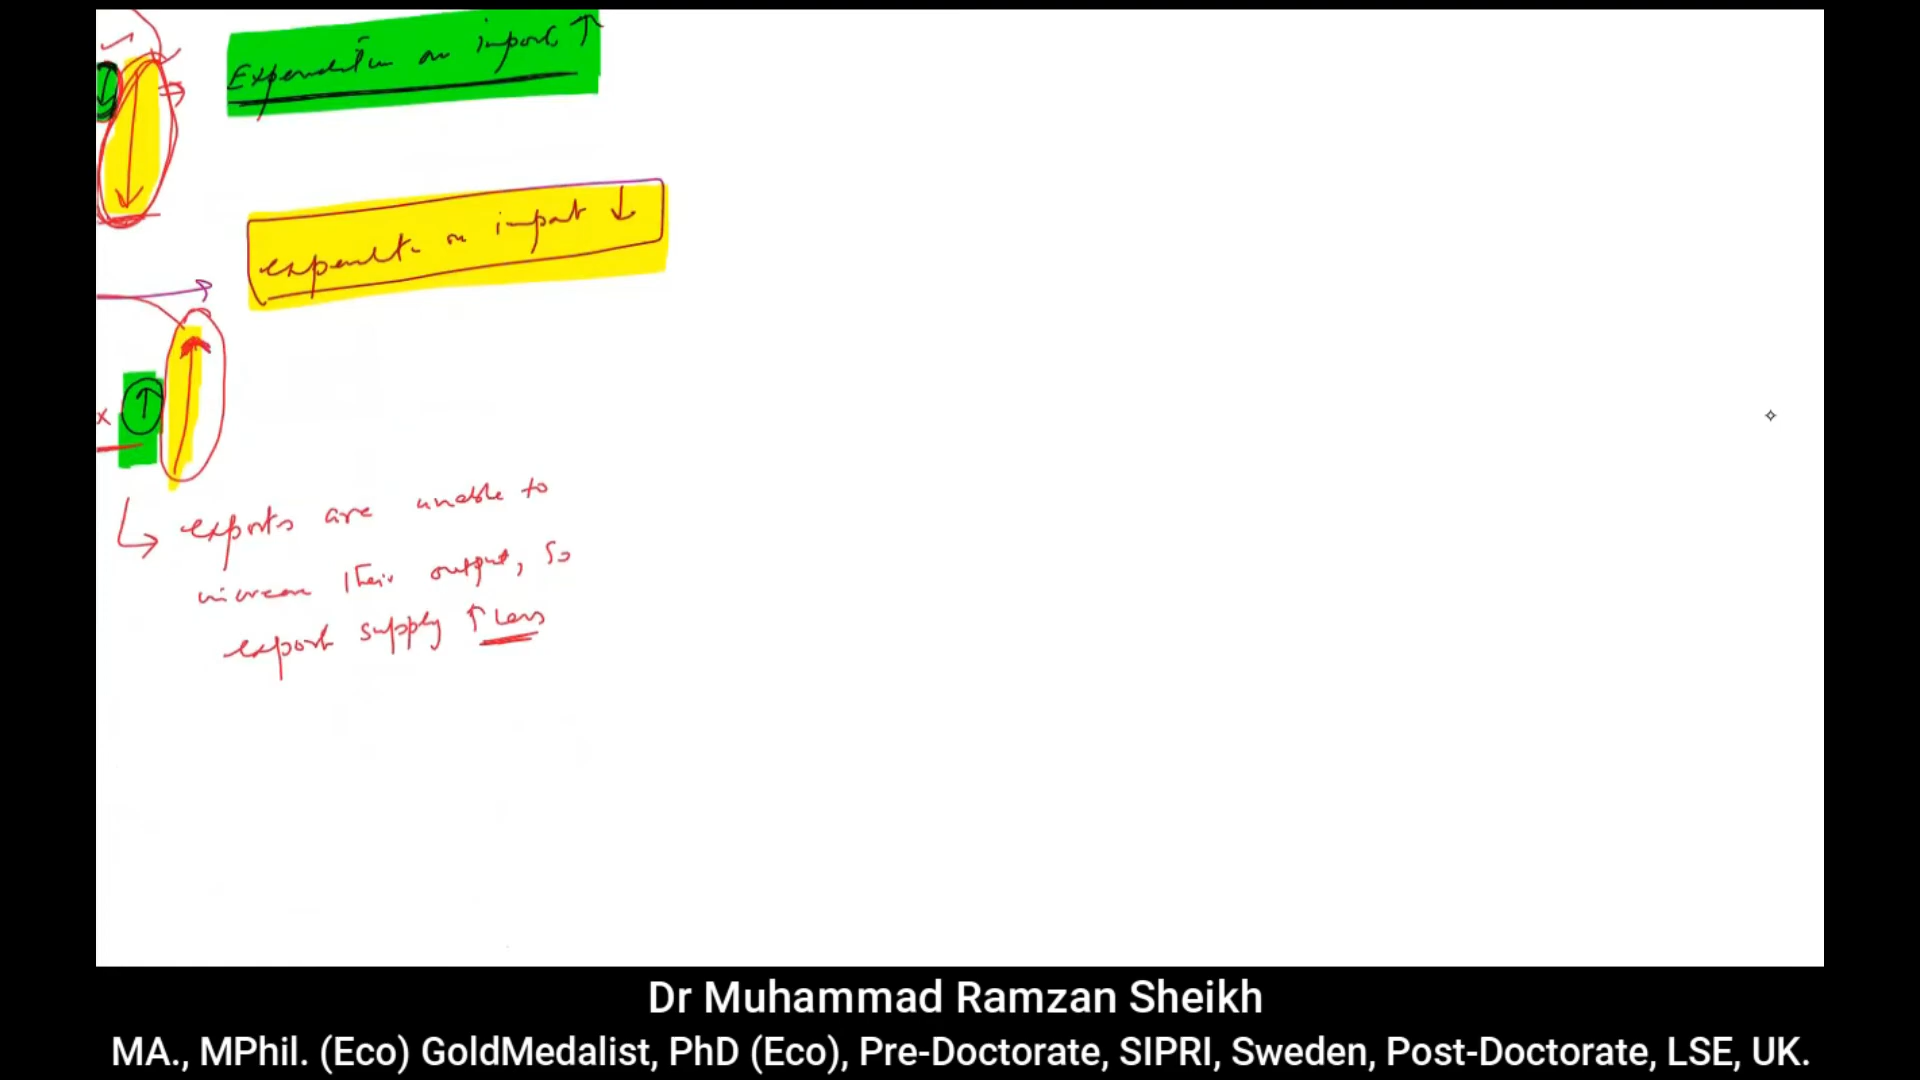 Expenditure on imports ↑
expenditure on import ↓
x ↑
↳ exports are unable to
increase their output, So
export supply ↑ Less
Dr Muhammad Ramzan Sheikh
MA., MPhil. (Eco) GoldMedalist, PhD (Eco), Pre-Doctorate, SIPRI, Sweden, Post-Doctorate, LSE, UK.